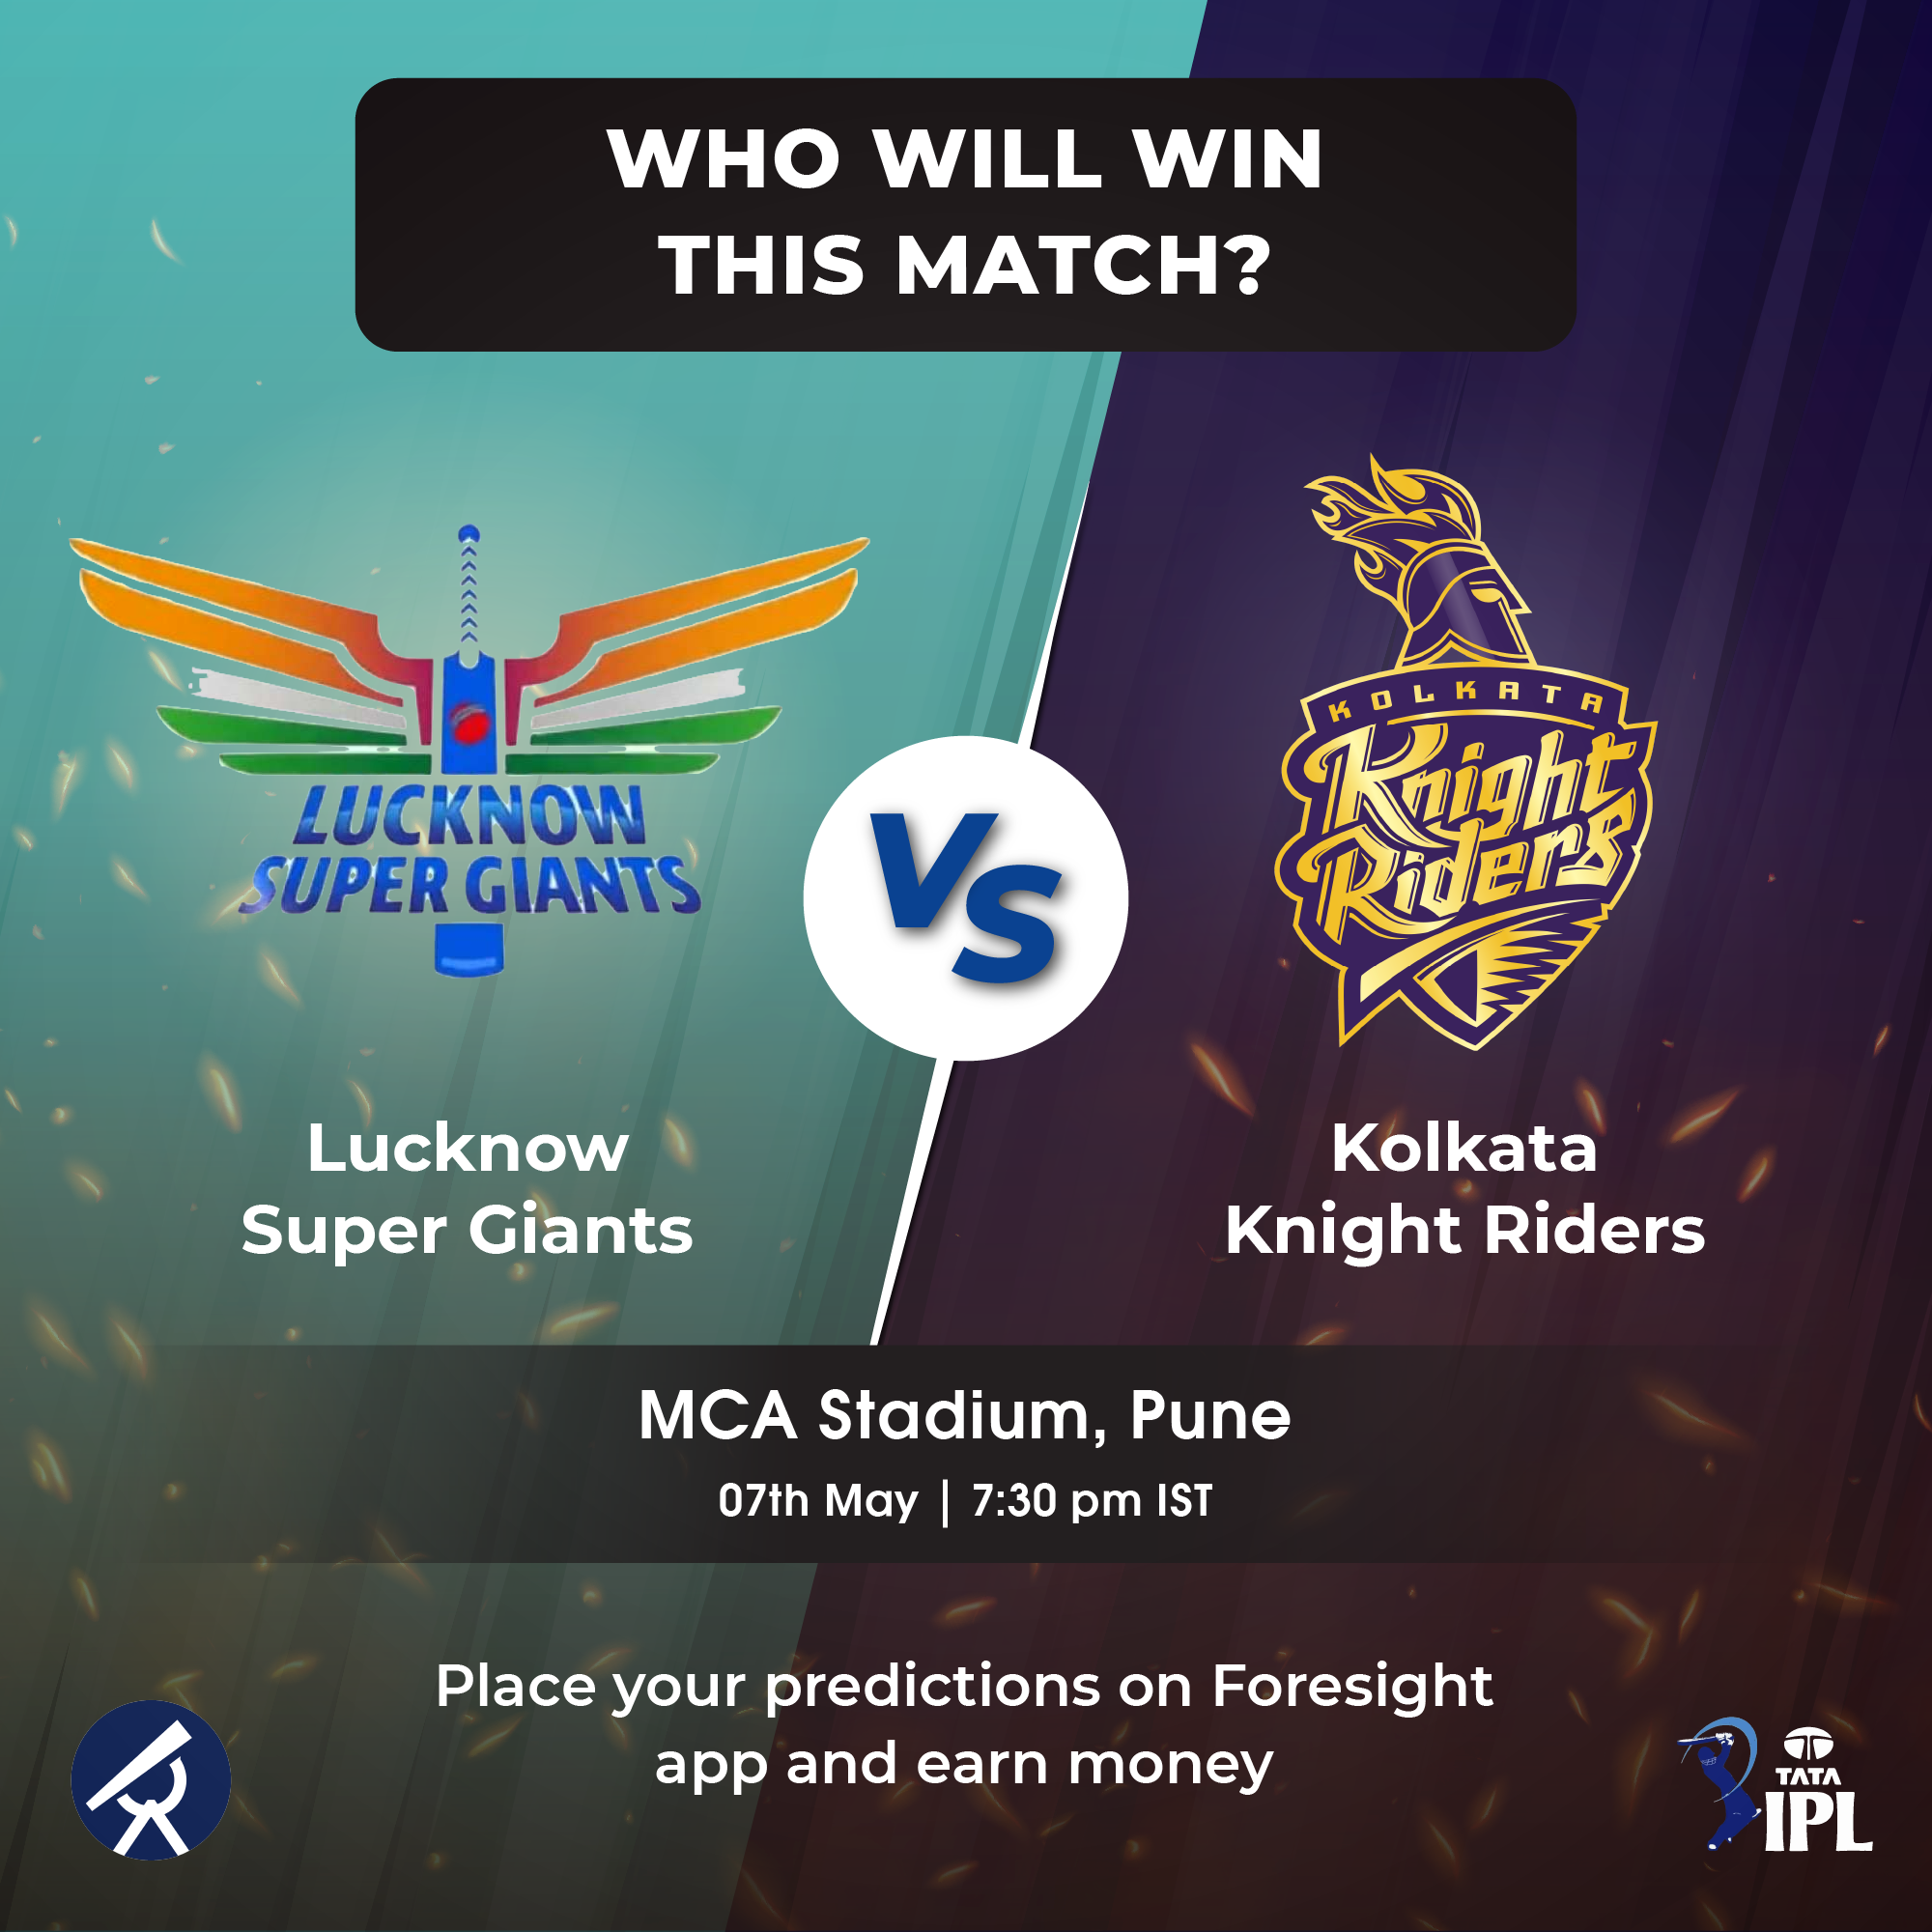 WHO WILL WIN
THIS MATCH?
LUCKNOW
SUPER GIANTS
VS
KOLKATA
Knight
Riders
Lucknow
Super Giants
Kolkata
Knight Riders
MCA Stadium, Pune
07th May | 7:30 pm IST
Place your predictions on Foresight
app and earn money
TATA
IPL